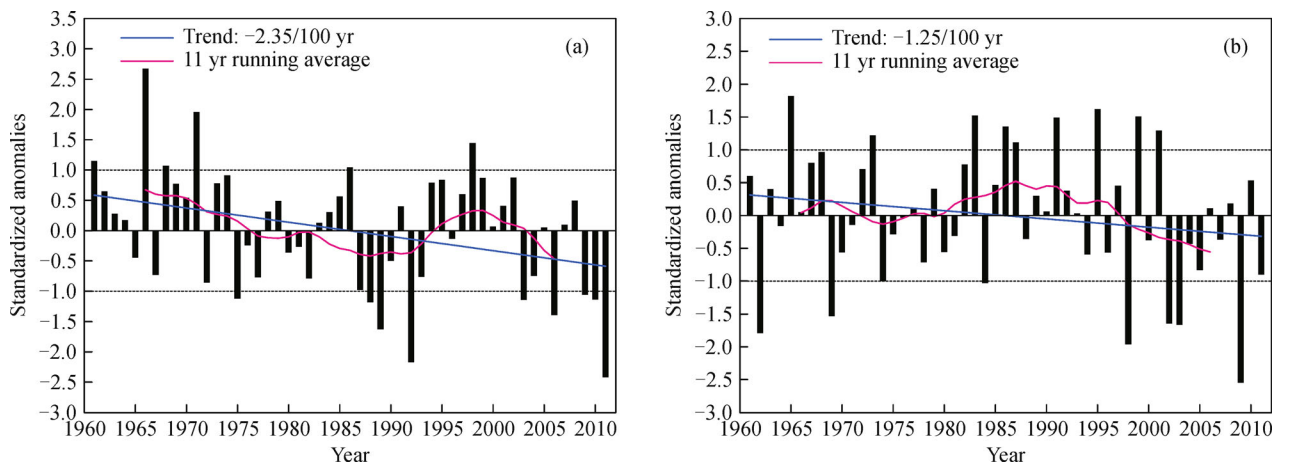 3.5
3.0
2.5
2.0
1.5
1.0
0.5
0.0
−0.5
−1.0
−1.5
−2.0
−2.5
−3.0
Standardized anomalies
Trend: −2.35/100 yr
11 yr running average
(a)
1960 1965 1970 1975 1980 1985 1990 1995 2000 2005 2010
Year
3.0
2.5
2.0
1.5
1.0
0.5
0.0
−0.5
−1.0
−1.5
−2.0
−2.5
−3.0
Standardized anomalies
Trend: −1.25/100 yr
11 yr running average
(b)
1960 1965 1970 1975 1980 1985 1990 1995 2000 2005 2010
Year